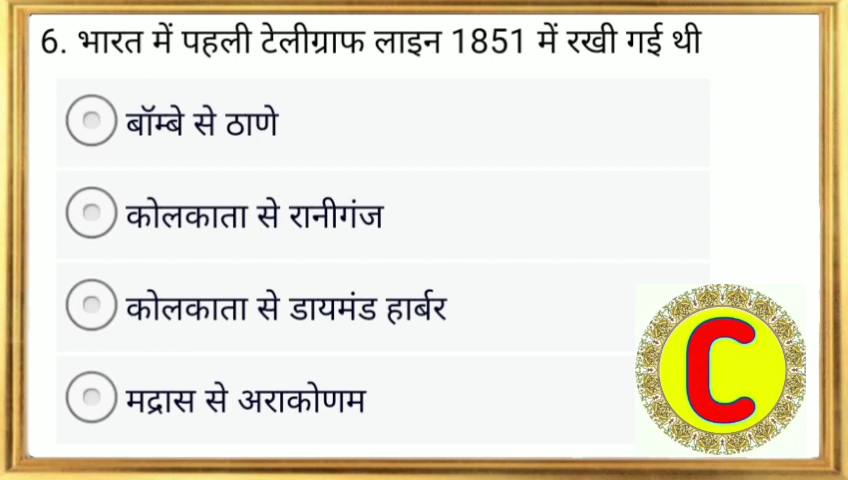 6. भारत में पहली टेलीग्राफ लाइन 1851 में रखी गई थी
बॉम्बे से ठाणे
कोलकाता से रानीगंज
कोलकाता से डायमंड हार्बर
मद्रास से अराकोणम
C